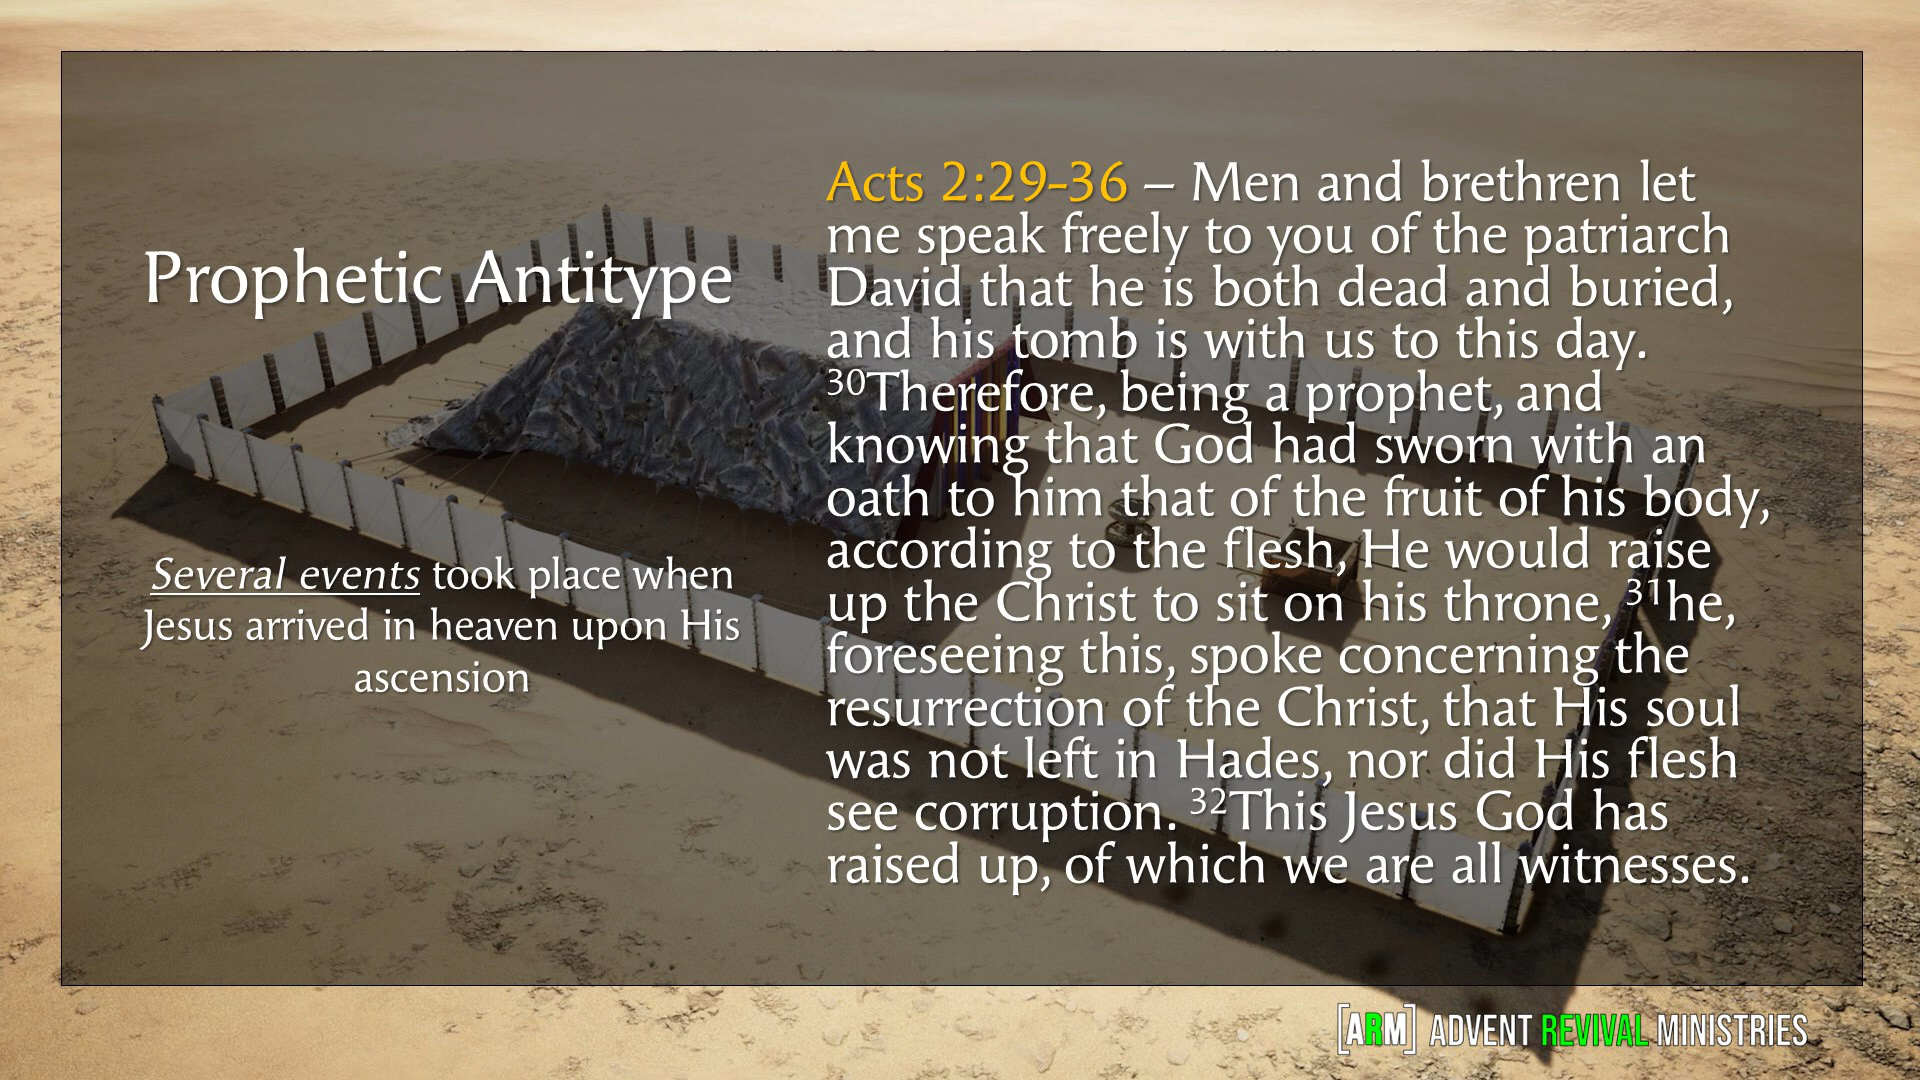 Prophetic Antitype
Several events took place when
Jesus arrived in heaven upon His
ascension
Acts 2:29-36 – Men and brethren let
me speak freely to you of the patriarch
David that he is both dead and buried,
and his tomb is with us to this day.
30Therefore, being a prophet, and
knowing that God had sworn with an
oath to him that of the fruit of his body,
according to the flesh, He would raise
up the Christ to sit on his throne, 31he,
foreseeing this, spoke concerning the
resurrection of the Christ, that His soul
was not left in Hades, nor did His flesh
see corruption. 32This Jesus God has
raised up, of which we are all witnesses.
[ARM] ADVENT REVIVAL MINISTRIES